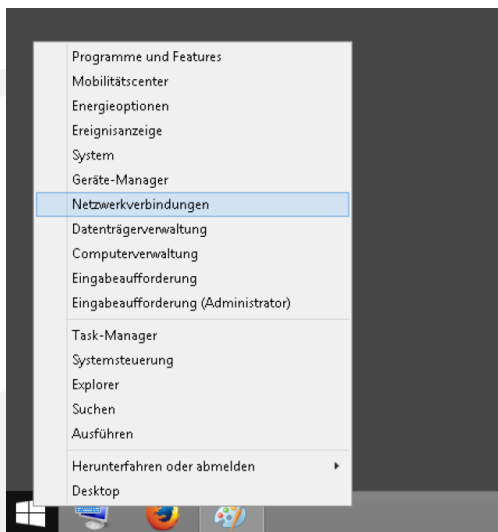 Programme und Features
Mobilitätscenter
Energieoptionen
Ereignisanzeige
System
Geräte-Manager
Netzwerkverbindungen
Datenträgerverwaltung
Computerverwaltung
Eingabeaufforderung
Eingabeaufforderung (Administrator)
Task-Manager
Systemsteuerung
Explorer
Suchen
Ausführen
Herunterfahren oder abmelden
Desktop